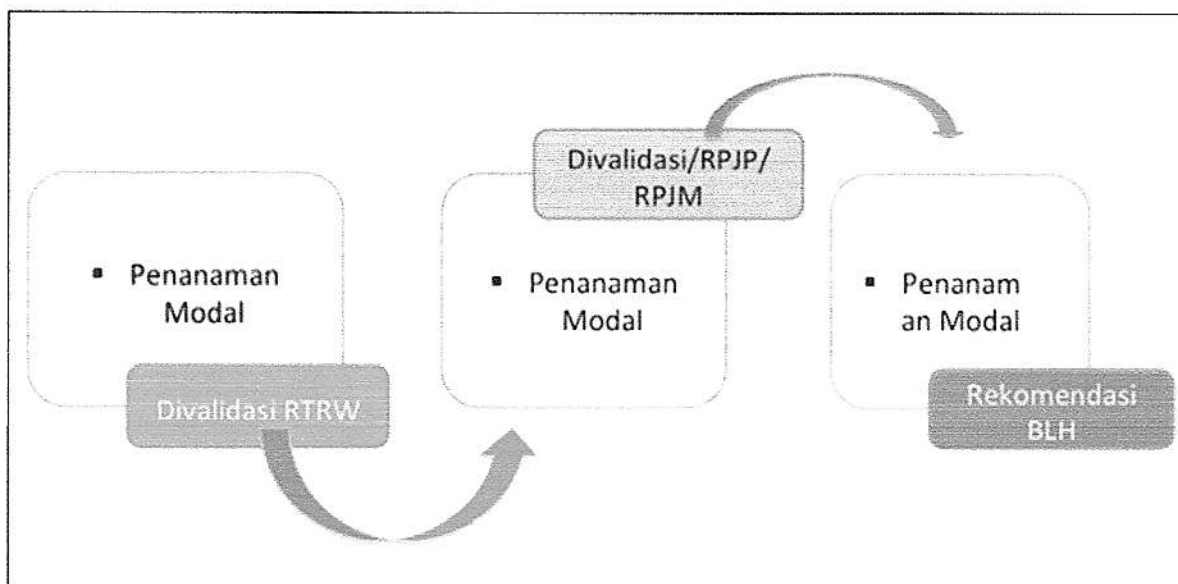 ▪ Penanaman
Modal
Divalidasi RTRW
▪ Penanaman
Modal
Divalidasi/RPJP/
RPJM
▪ Penanam
an Modal
Rekomendasi
BLH